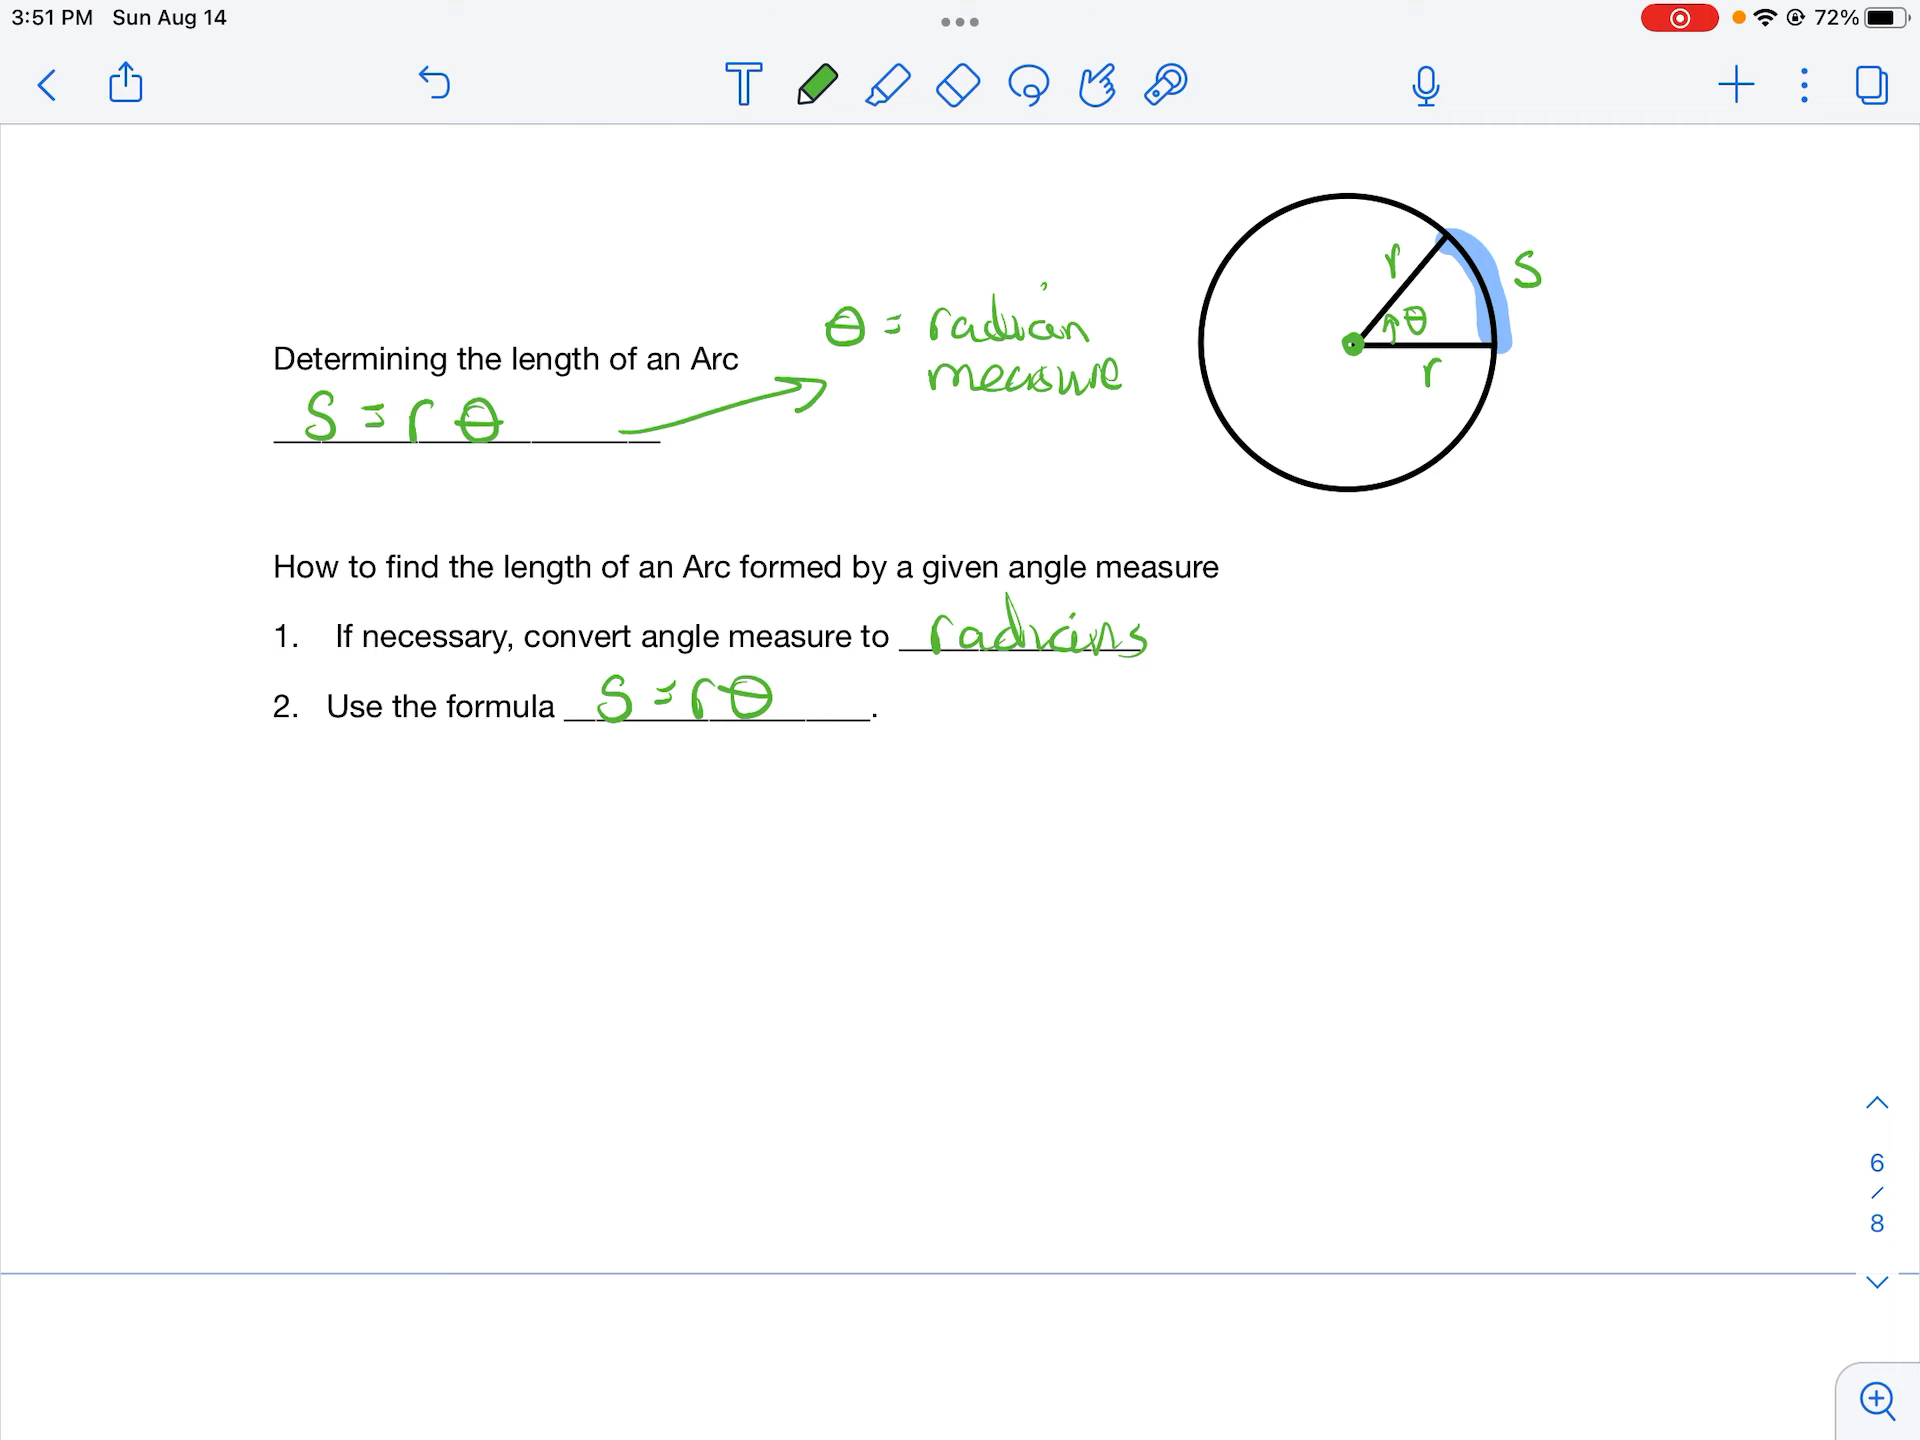 3:51 PM Sun Aug 14
72%
T
r
S
θ
r
θ = radian
measure
Determining the length of an Arc
S = r θ
How to find the length of an Arc formed by a given angle measure
1. If necessary, convert angle measure to radians
2. Use the formula S = rθ.
6
/
8